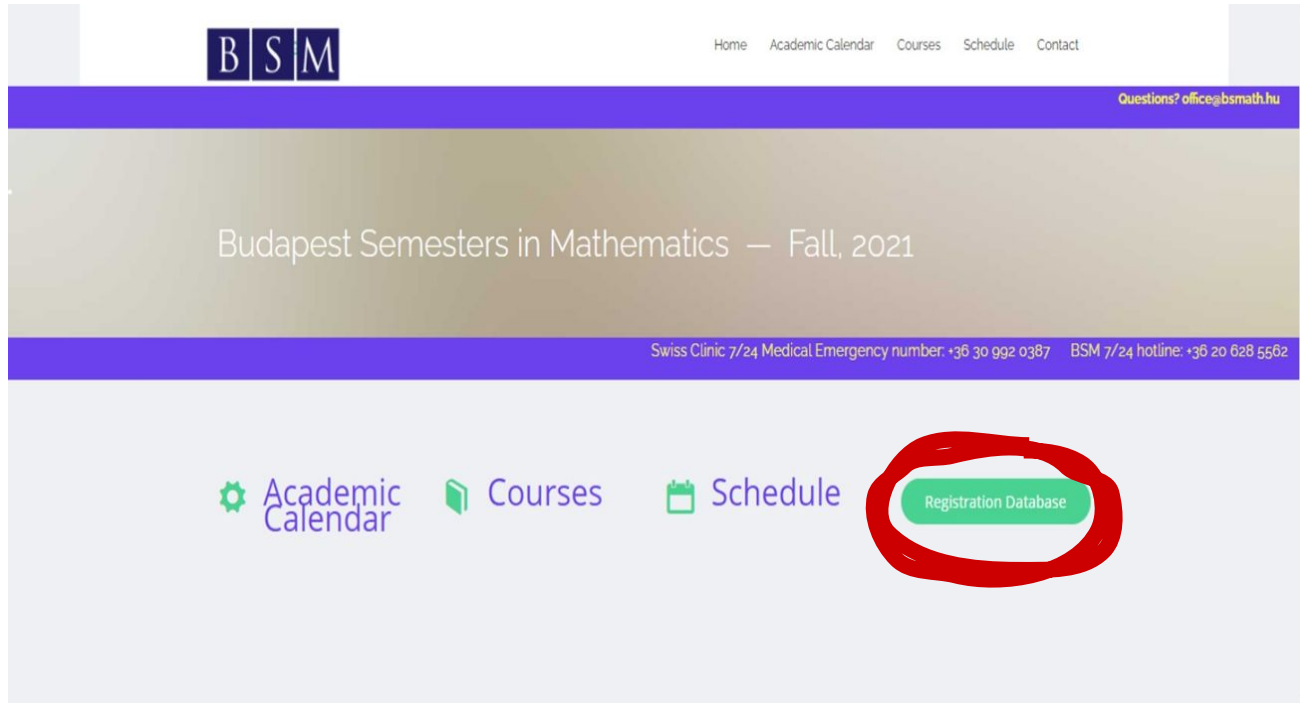 BSM
Home Academic Calendar Courses Schedule Contact
Questions? office@bsmath.hu
Budapest Semesters in Mathematics — Fall, 2021
Swiss Clinic 7/24 Medical Emergency number: +36 30 992 0387 BSM 7/24 hotline: +36 20 628 5562
Academic
Calendar
Courses
Schedule
Registration Database